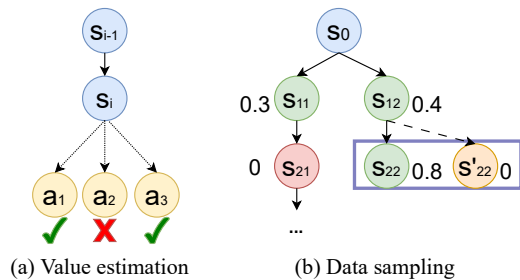 s_{i-1}
s_i
a_1 a_2 a_3
(a) Value estimation
s_0
0.3 s_{11} s_{12} 0.4
0 s_{21} s_{22} 0.8 s'_{22} 0
...
(b) Data sampling